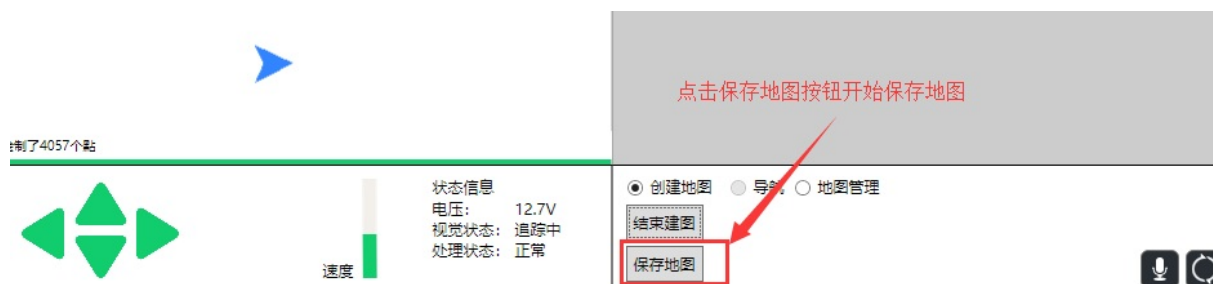 点击保存地图按钮开始保存地图
制了4057个點
状态信息
电压: 12.7V
视觉状态: 追踪中
处理状态: 正常
速度
创建地图 导航 地图管理
结束建图
保存地图